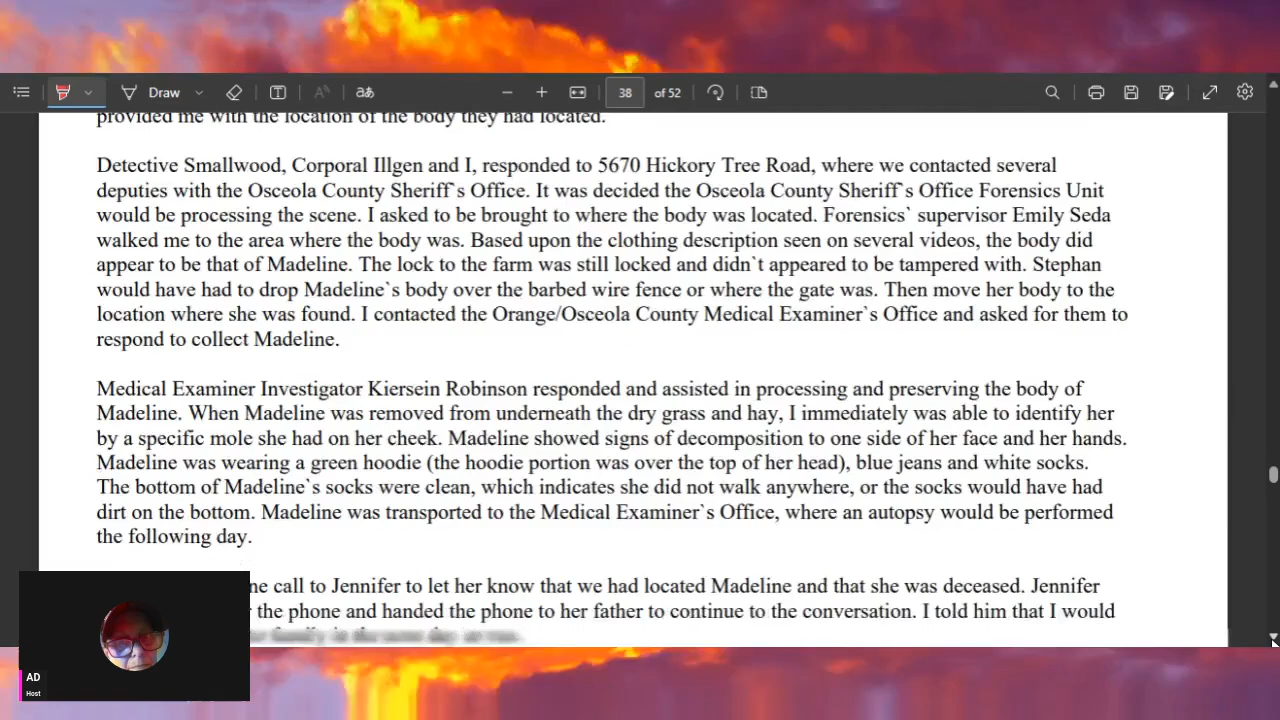 Draw
38 of 52
provided me with the location of the body they had located.
Detective Smallwood, Corporal Illgen and I, responded to 5670 Hickory Tree Road, where we contacted several
deputies with the Osceola County Sheriff`s Office. It was decided the Osceola County Sheriff`s Office Forensics Unit
would be processing the scene. I asked to be brought to where the body was located. Forensics` supervisor Emily Seda
walked me to the area where the body was. Based upon the clothing description seen on several videos, the body did
appear to be that of Madeline. The lock to the farm was still locked and didn`t appeared to be tampered with. Stephan
would have had to drop Madeline`s body over the barbed wire fence or where the gate was. Then move her body to the
location where she was found. I contacted the Orange/Osceola County Medical Examiner`s Office and asked for them to
respond to collect Madeline.
Medical Examiner Investigator Kiersein Robinson responded and assisted in processing and preserving the body of
Madeline. When Madeline was removed from underneath the dry grass and hay, I immediately was able to identify her
by a specific mole she had on her cheek. Madeline showed signs of decomposition to one side of her face and her hands.
Madeline was wearing a green hoodie (the hoodie portion was over the top of her head), blue jeans and white socks.
The bottom of Madeline`s socks were clean, which indicates she did not walk anywhere, or the socks would have had
dirt on the bottom. Madeline was transported to the Medical Examiner`s Office, where an autopsy would be performed
the following day.
call to Jennifer to let her know that we had located Madeline and that she was deceased. Jennifer
the phone and handed the phone to her father to continue to the conversation. I told him that I would
AD
Host